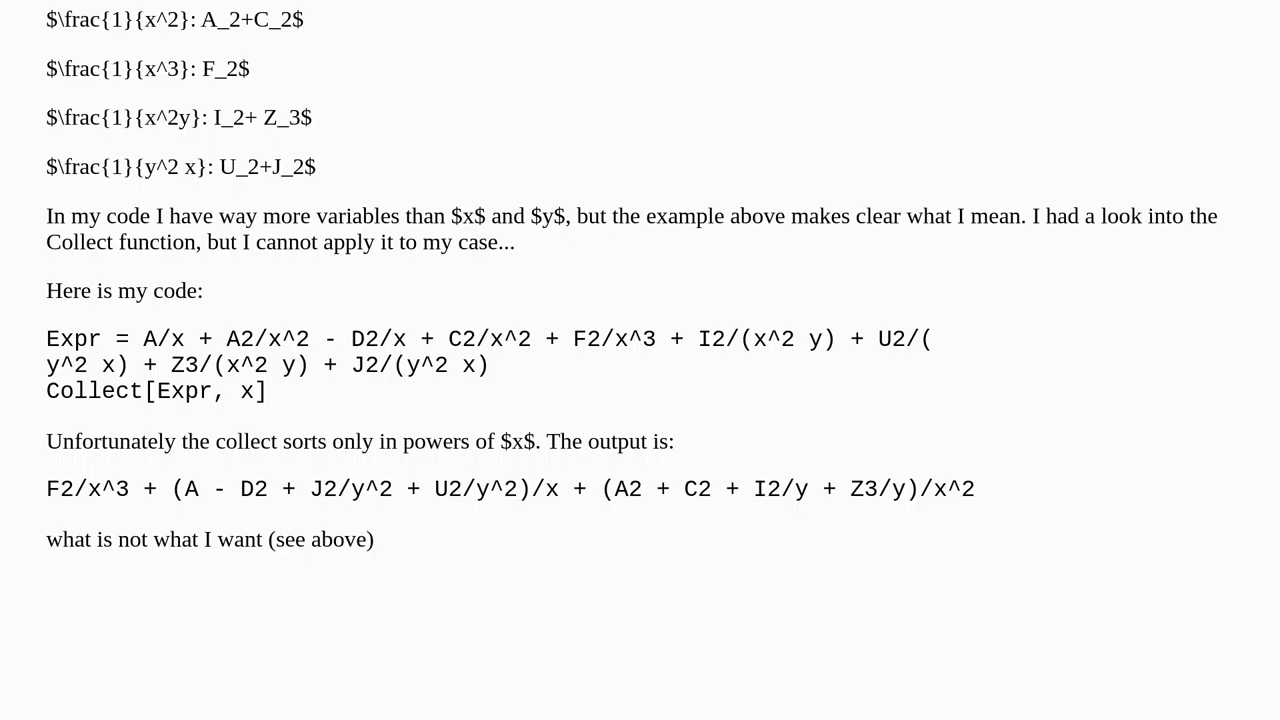 $\frac{1}{x^2}: A_2+C_2$
$\frac{1}{x^3}: F_2$
$\frac{1}{x^2y}: I_2+ Z_3$
$\frac{1}{y^2 x}: U_2+J_2$
In my code I have way more variables than $x$ and $y$, but the example above makes clear what I mean. I had a look into the
Collect function, but I cannot apply it to my case...
Here is my code:
Expr = A/x + A2/x^2 - D2/x + C2/x^2 + F2/x^3 + I2/(x^2 y) + U2/(
y^2 x) + Z3/(x^2 y) + J2/(y^2 x)
Collect[Expr, x]
Unfortunately the collect sorts only in powers of $x$. The output is:
F2/x^3 + (A - D2 + J2/y^2 + U2/y^2)/x + (A2 + C2 + I2/y + Z3/y)/x^2
what is not what I want (see above)